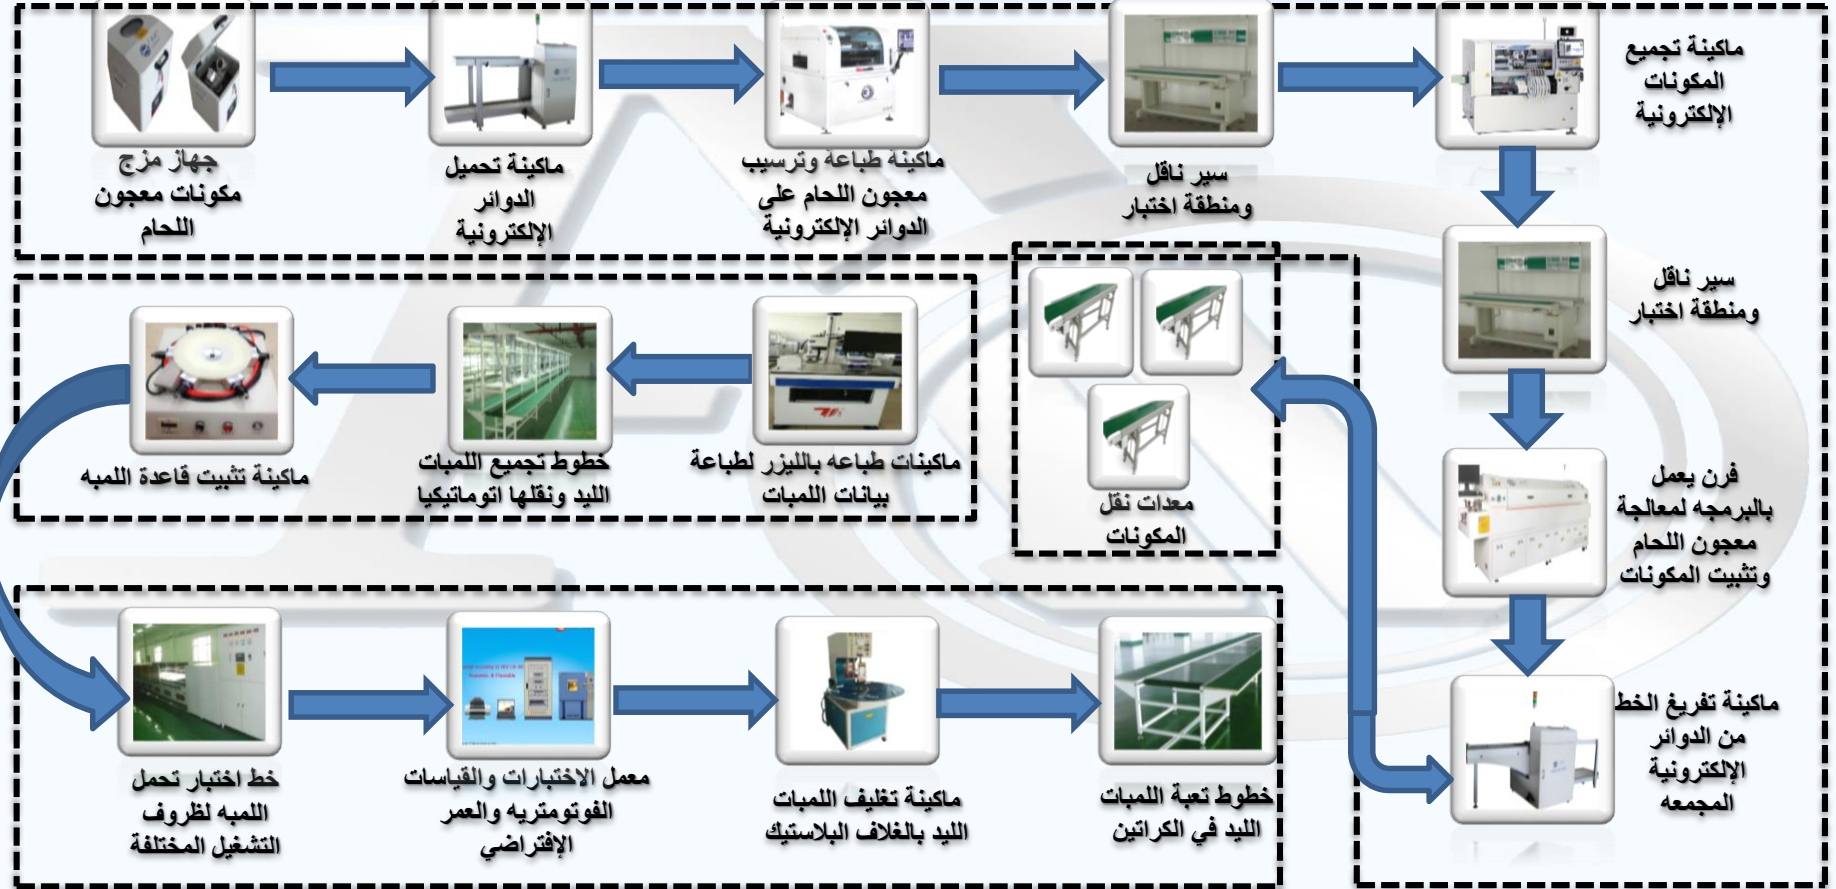 جهاز مزج
مكونات معجون
اللحام
ماكينة تحميل
الدوائر
الإلكترونية
ماكينة طباعة وترسيب
معجون اللحام على
الدوائر الإلكترونية
سير ناقل
ومنطقة اختبار
ماكينة تجميع
المكونات
الإلكترونية
سير ناقل
ومنطقة اختبار
فرن يعمل
بالبرمجه لمعالجة
معجون اللحام
وتثبيت المكونات
ماكينة تفريغ الخط
من الدوائر
الإلكترونية
المجمعه
معدات نقل
المكونات
ماكينات طباعه بالليزر لطباعة
بيانات اللمبات
خطوط تجميع اللمبات
الليد ونقلها اتوماتيكيا
ماكينة تثبيت قاعدة اللمبه
خط اختبار تحمل
اللمبه لظروف
التشغيل المختلفة
معمل الاختبارات والقياسات
الفوتومتريه والعمر
الإفتراضي
ماكينة تغليف اللمبات
الليد بالغلاف البلاستيك
خطوط تعبة اللمبات
الليد في الكراتين